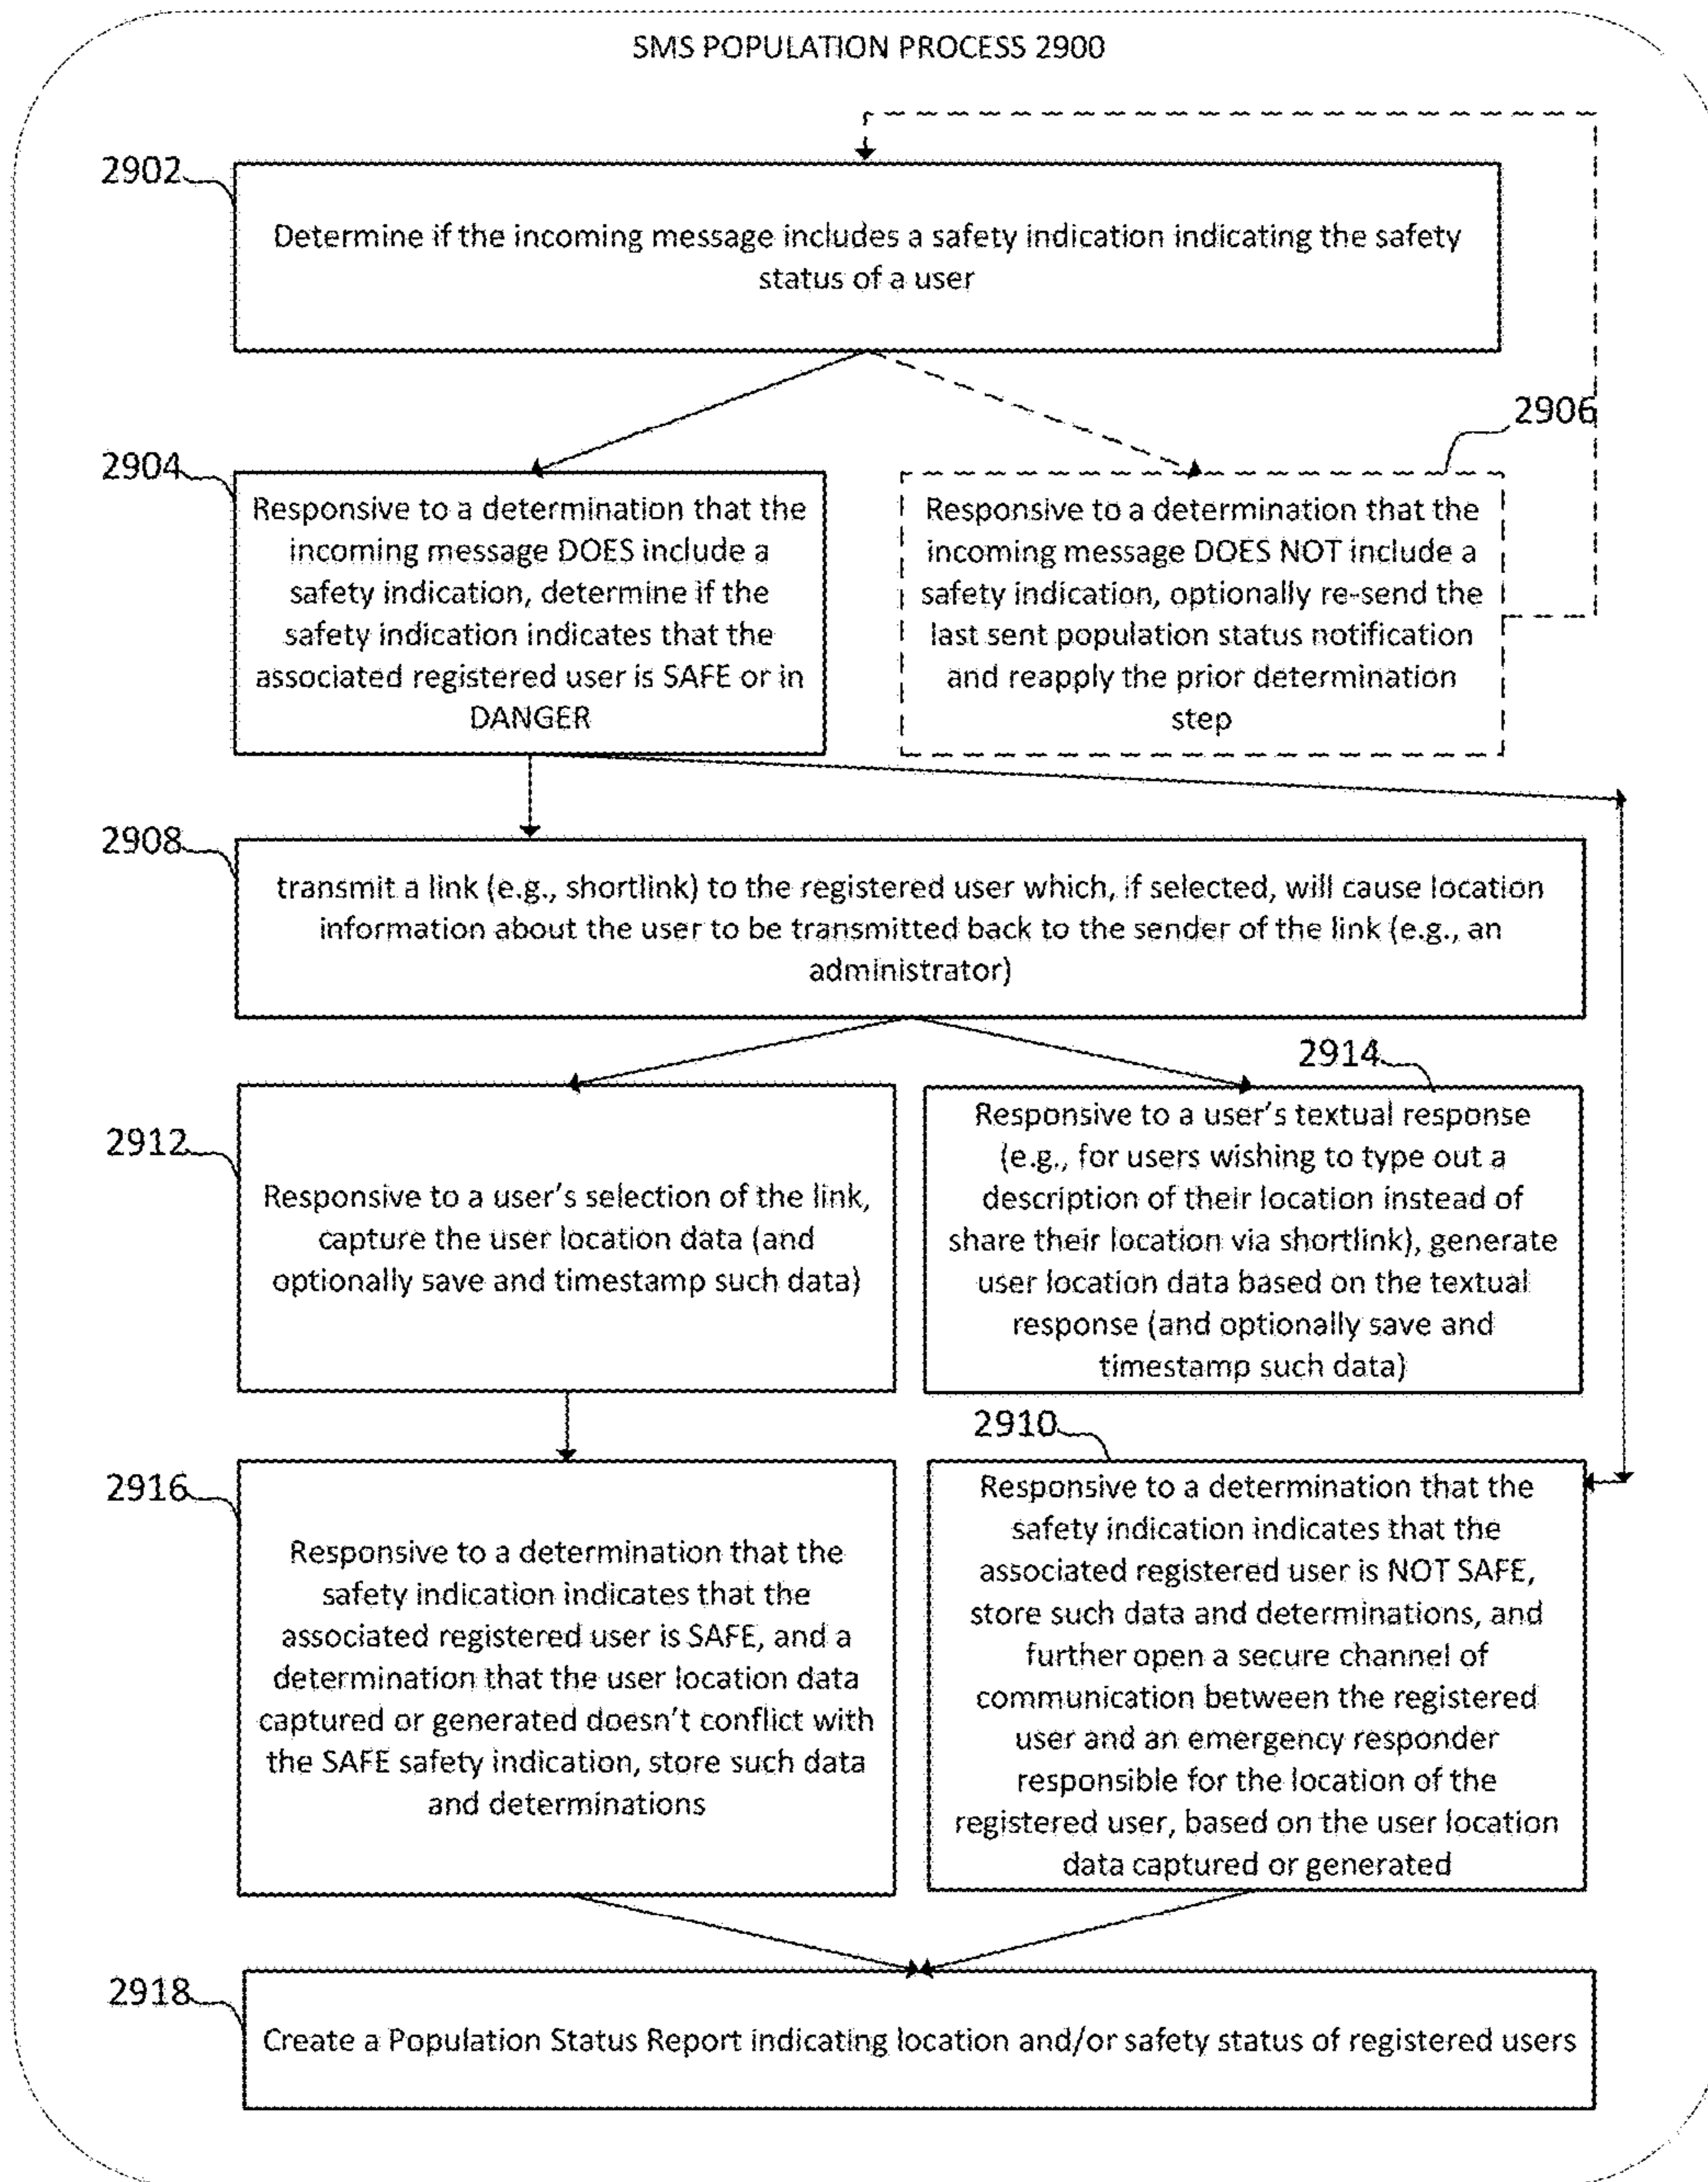 SMS POPULATION PROCESS 2900
2902
Determine if the incoming message includes a safety indication indicating the safety
status of a user
2906
2904
Responsive to a determination that the
incoming message DOES include a
safety indication, determine if the
safety indication indicates that the
associated registered user is SAFE or in
DANGER
Responsive to a determination that the
incoming message DOES NOT include a
safety indication, optionally re-send the
last sent population status notification
and reapply the prior determination
step
2908
transmit a link (e.g., shortlink) to the registered user which, if selected, will cause location
information about the user to be transmitted back to the sender of the link (e.g., an
administrator)
2912
Responsive to a user's selection of the link,
capture the user location data (and
optionally save and timestamp such data)
2914
Responsive to a user's textual response
(e.g., for users wishing to type out a
description of their location instead of
share their location via shortlink), generate
user location data based on the textual
response (and optionally save and
timestamp such data)
2916
Responsive to a determination that the
safety indication indicates that the
associated registered user is SAFE, and a
determination that the user location data
captured or generated doesn't conflict with
the SAFE safety indication, store such data
and determinations
2910
Responsive to a determination that the
safety indication indicates that the
associated registered user is NOT SAFE,
store such data and determinations, and
further open a secure channel of
communication between the registered
user and an emergency responder
responsible for the location of the
registered user, based on the user location
data captured or generated
2918
Create a Population Status Report indicating location and/or safety status of registered users